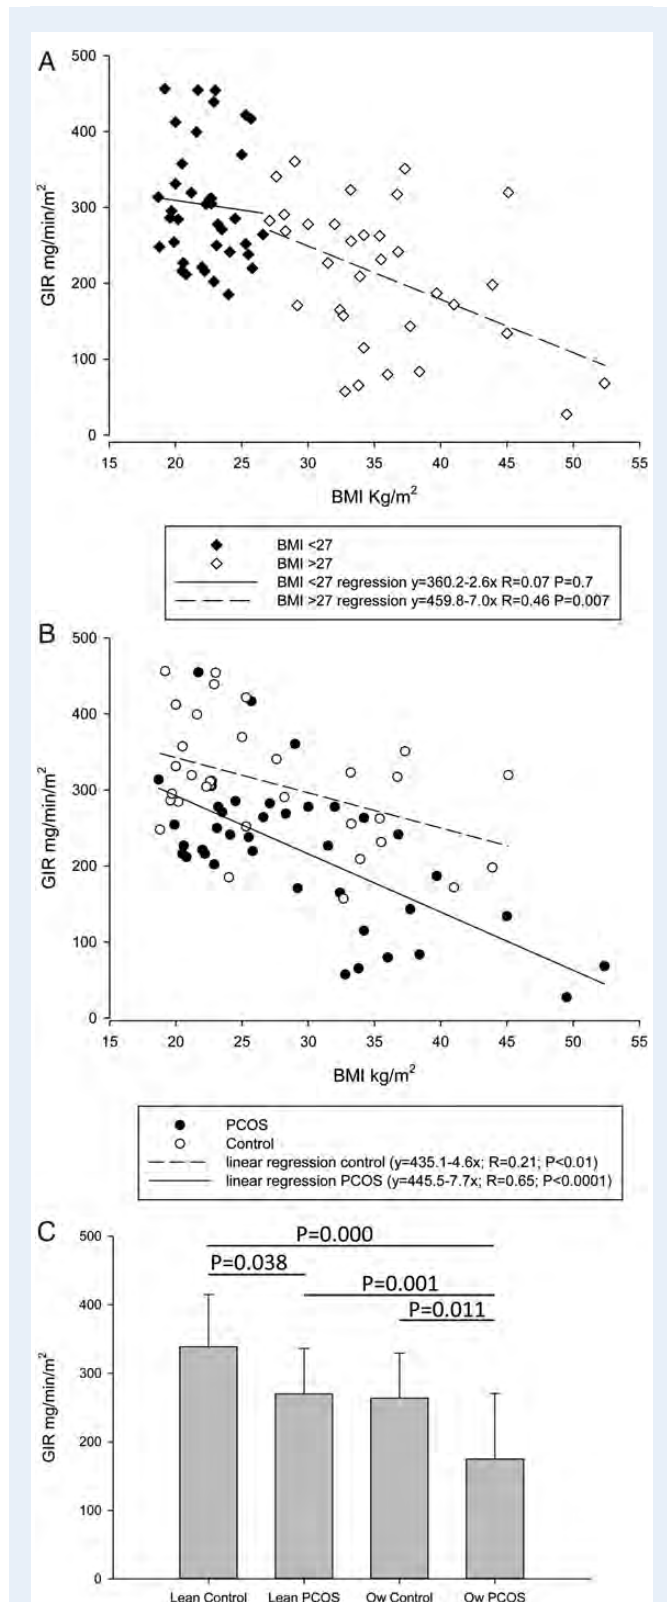 A
500
400
300
200
100
0
GIR mg/min/m²
15 20 25 30 35 40 45 50 55
BMI Kg/m²
BMI <27
BMI >27
BMI <27 regression y=360.2-2.6x R=0.07 P=0.7
BMI >27 regression y=459.8-7.0x R=0.46 P=0.007
B
500
400
300
200
100
0
GIR mg/min/m²
15 20 25 30 35 40 45 50 55
BMI kg/m²
PCOS
Control
linear regression control (y=435.1-4.6x; R=0.21; P<0.01)
linear regression PCOS (y=445.5-7.7x; R=0.65; P<0.0001)
C
500
400
300
200
100
0
GIR mg/min/m²
P=0.000
P=0.038
P=0.001
P=0.011
Lean Control Lean PCOS Ow Control Ow PCOS